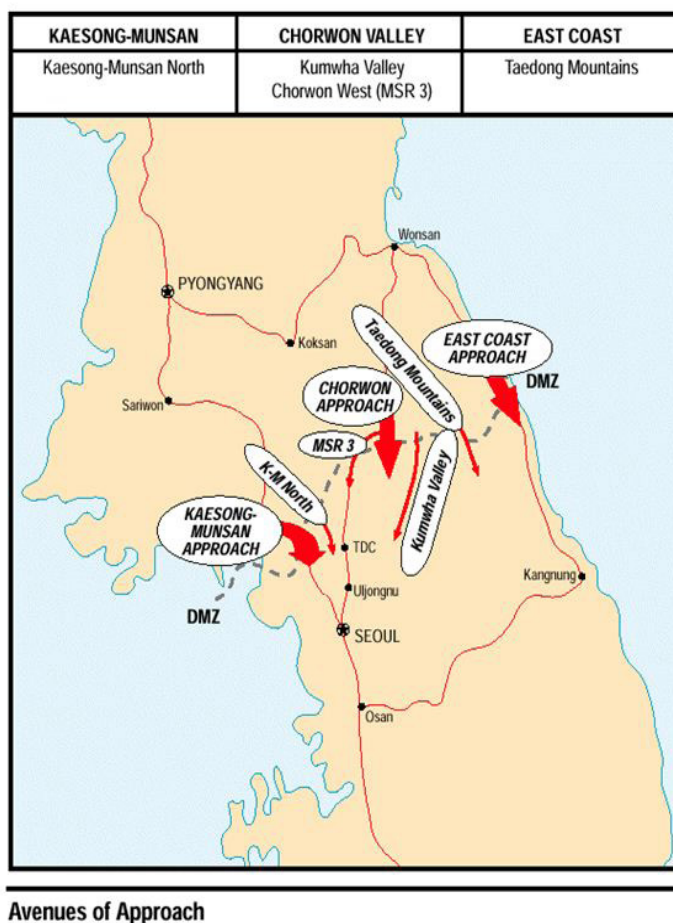 KAESONG-MUNSAN
CHORWON VALLEY
EAST COAST
Kaesong-Munsan North
Kumwha Valley
Chorwon West (MSR 3)
Taedong Mountains
Wonsan
PYONGYANG
Koksan
Taedong Mountains
EAST COAST
APPROACH
DMZ
Sariwon
CHORWON
APPROACH
MSR 3
K-M North
Kumwha Valley
KAESONG-
MUNSAN
APPROACH
TDC
Kangnung
Uljongnu
DMZ
SEOUL
Osan
Avenues of Approach